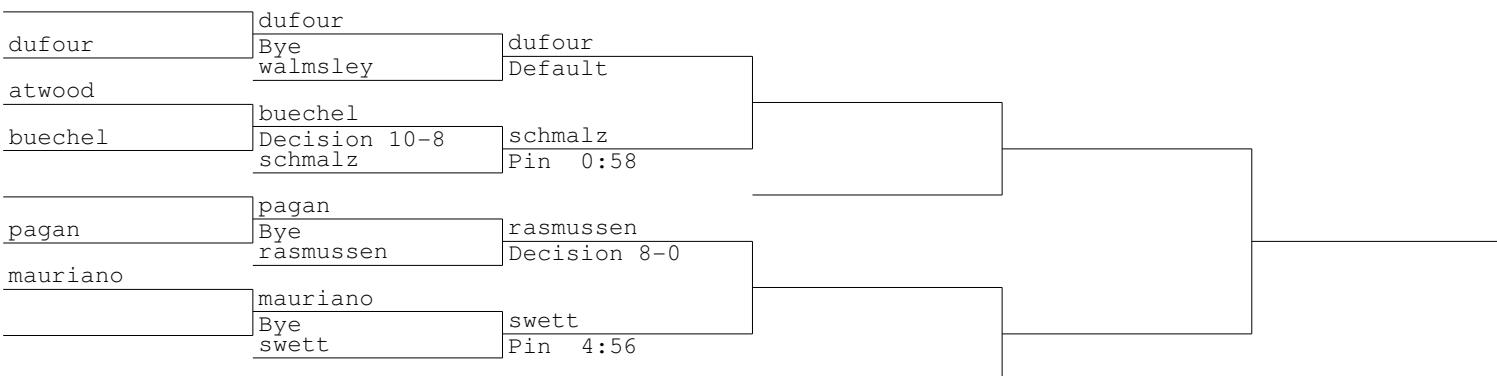 dufour
dufour
dufour
Bye
walmsley
Default
atwood
buechel
buechel
schmalz
Decision 10-8
schmalz
Pin 0:58
pagan
pagan
rasmussen
Bye
rasmussen
Decision 8-0
mauriano
mauriano
swett
Bye
swett
Pin 4:56